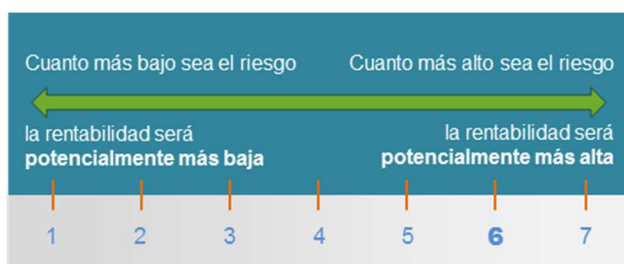 Cuanto más bajo sea el riesgo
Cuanto más alto sea el riesgo
la rentabilidad será
potencialmente más baja
la rentabilidad será
potencialmente más alta
1 2 3 4 5 6 7